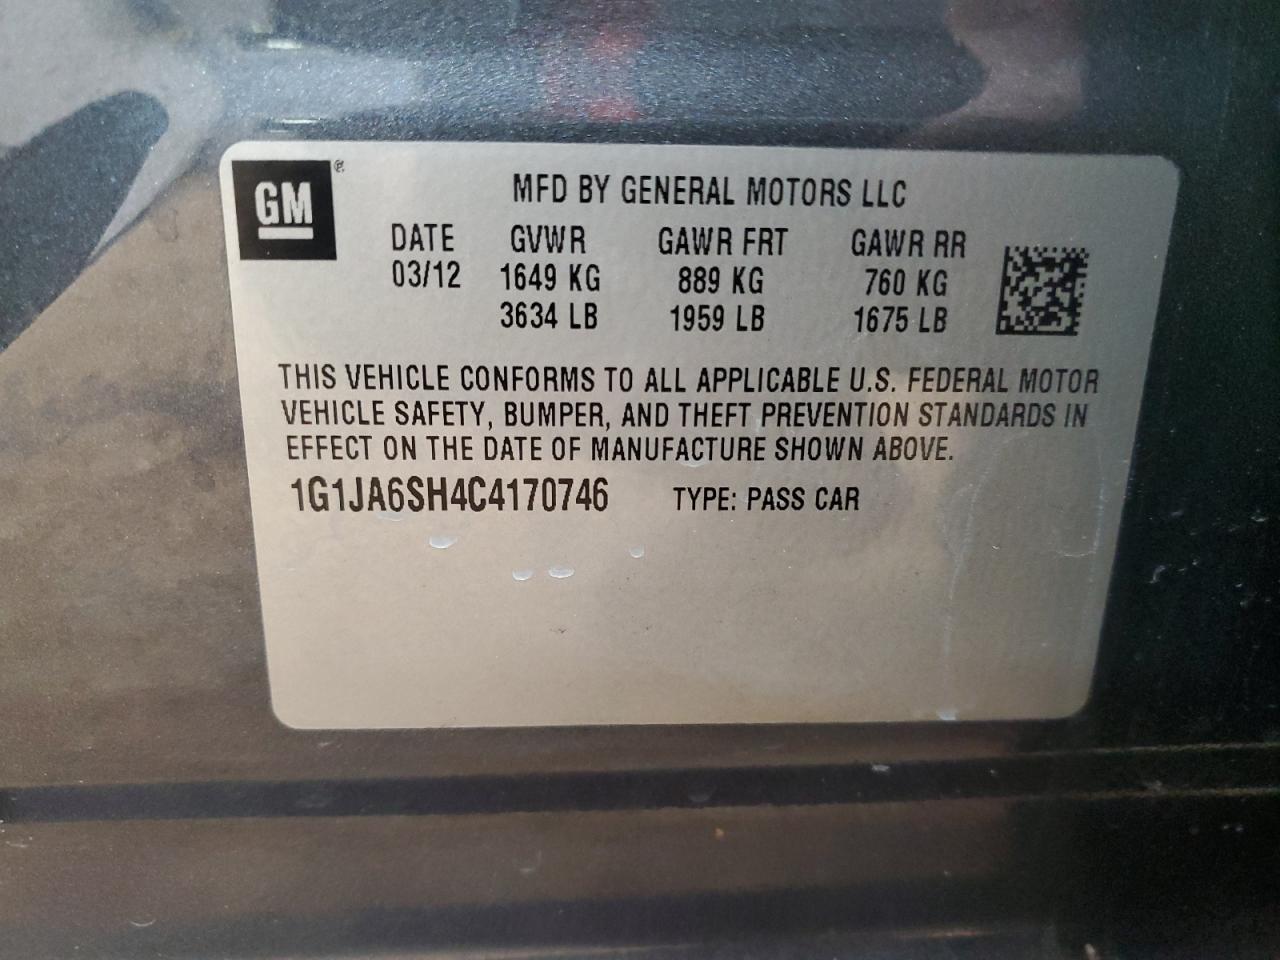 GM ®
MFD BY GENERAL MOTORS LLC
DATE GVWR GAWR FRT GAWR RR
03/12 1649 KG 889 KG 760 KG
3634 LB 1959 LB 1675 LB
THIS VEHICLE CONFORMS TO ALL APPLICABLE U.S. FEDERAL MOTOR
VEHICLE SAFETY, BUMPER, AND THEFT PREVENTION STANDARDS IN
EFFECT ON THE DATE OF MANUFACTURE SHOWN ABOVE.
1G1JA6SH4C4170746 TYPE: PASS CAR